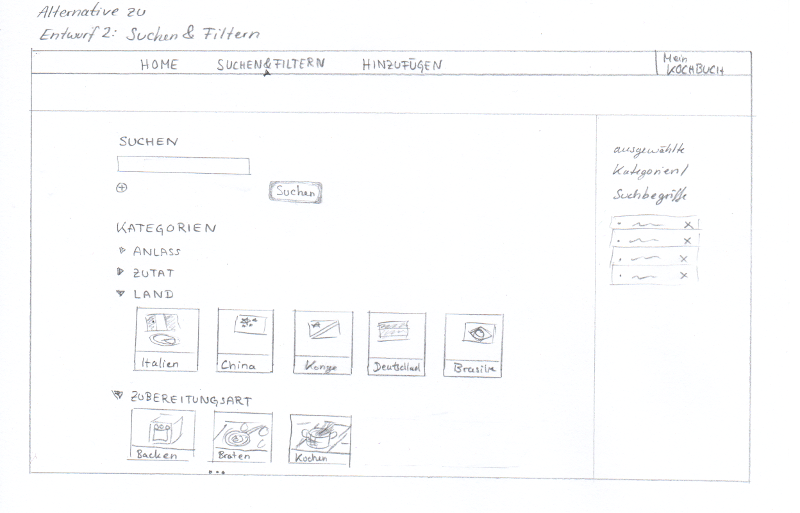 Alternative zu
Entwurf 2: Suchen & Filtern
HOME SUCHEN&FILTERN HINZUFÜGEN
Mein
KOCHBUCH
SUCHEN
Suchen
ausgewählte
Kategorien/
Suchbegriffe
KATEGORIEN
ANLASS
ZUTAT
LAND
Italien China Kongo Deutschland Brasilien
ZUBEREITUNGSART
Backen Braten Kochen
...